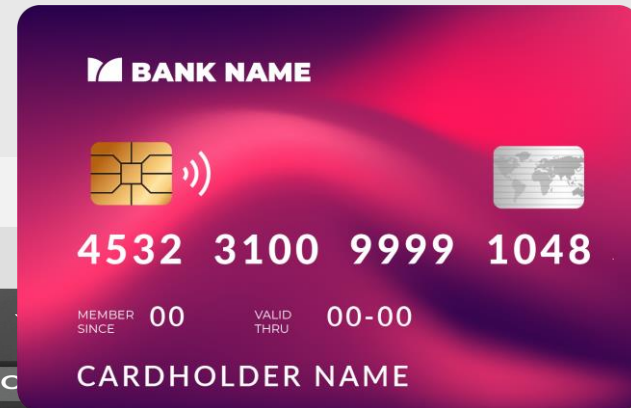 BANK NAME
4532 3100 9999 1048
MEMBER SINCE 00 VALID THRU 00-00
CARDHOLDER NAME